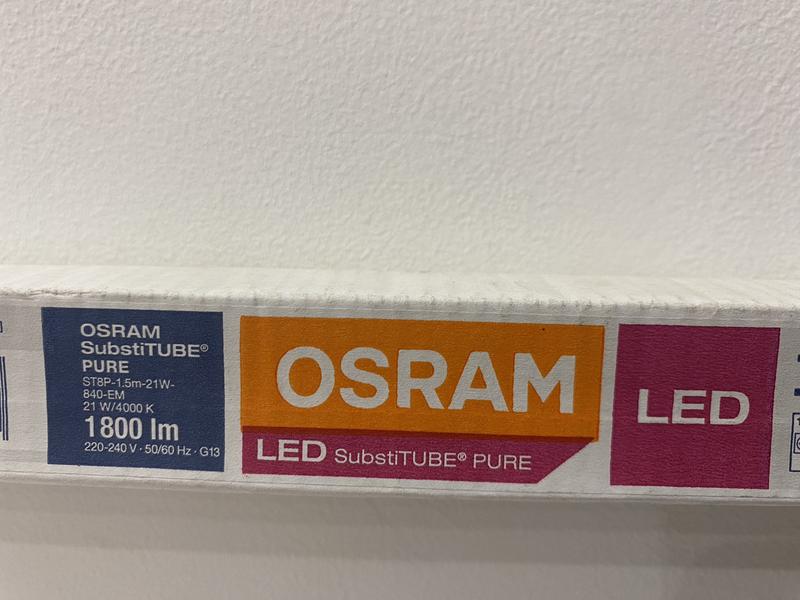 OSRAM
SubstiTUBE®
PURE
ST8P-1.5m-21W-
840-EM
21 W/4000 K
1800 lm
220-240 V · 50/60 Hz · G13
OSRAM
LED SubstiTUBE® PURE
LED